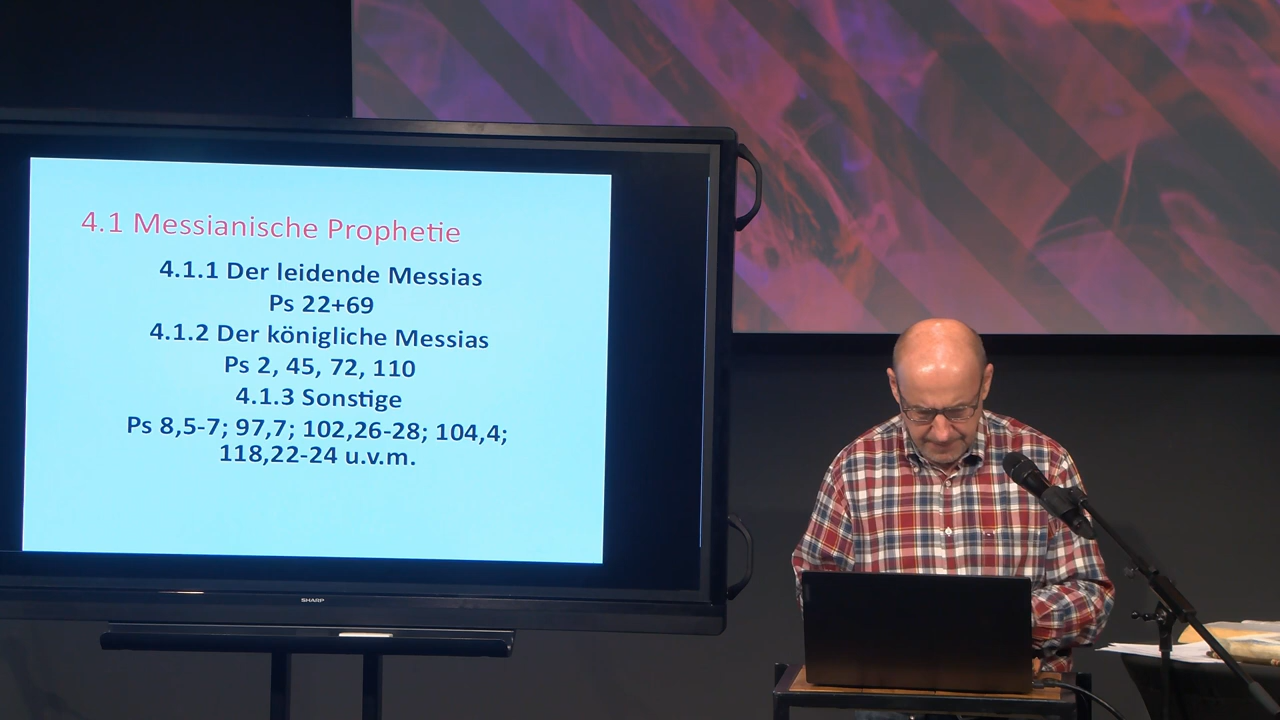 4.1 Messianische Prophetie
4.1.1 Der leidende Messias
Ps 22+69
4.1.2 Der königliche Messias
Ps 2, 45, 72, 110
4.1.3 Sonstige
Ps 8,5-7; 97,7; 102,26-28; 104,4;
118,22-24 u.v.m.
SHARP